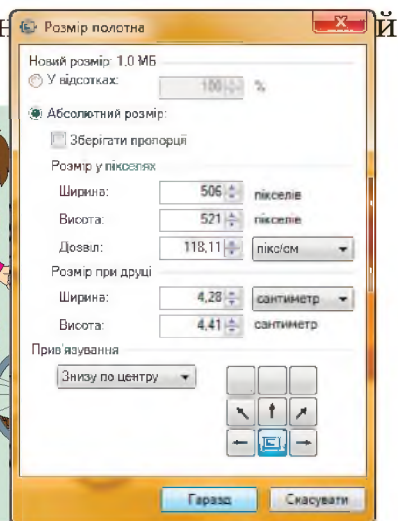 Розмір полотна
й
Новий розмір: 1,0 МБ
У відсотках: 100 %
Абсолютний розмір:
Зберігати пропорції
Розмір у пікселях
Ширина: 506 пікселів
Висота: 521 пікселів
Дозвіл: 118,11 пікс/см
Розмір при друці
Ширина: 4,28 сантиметр
Висота: 4,41 сантиметр
Прив'язування
Знизу по центру
Гаразд Скасувати